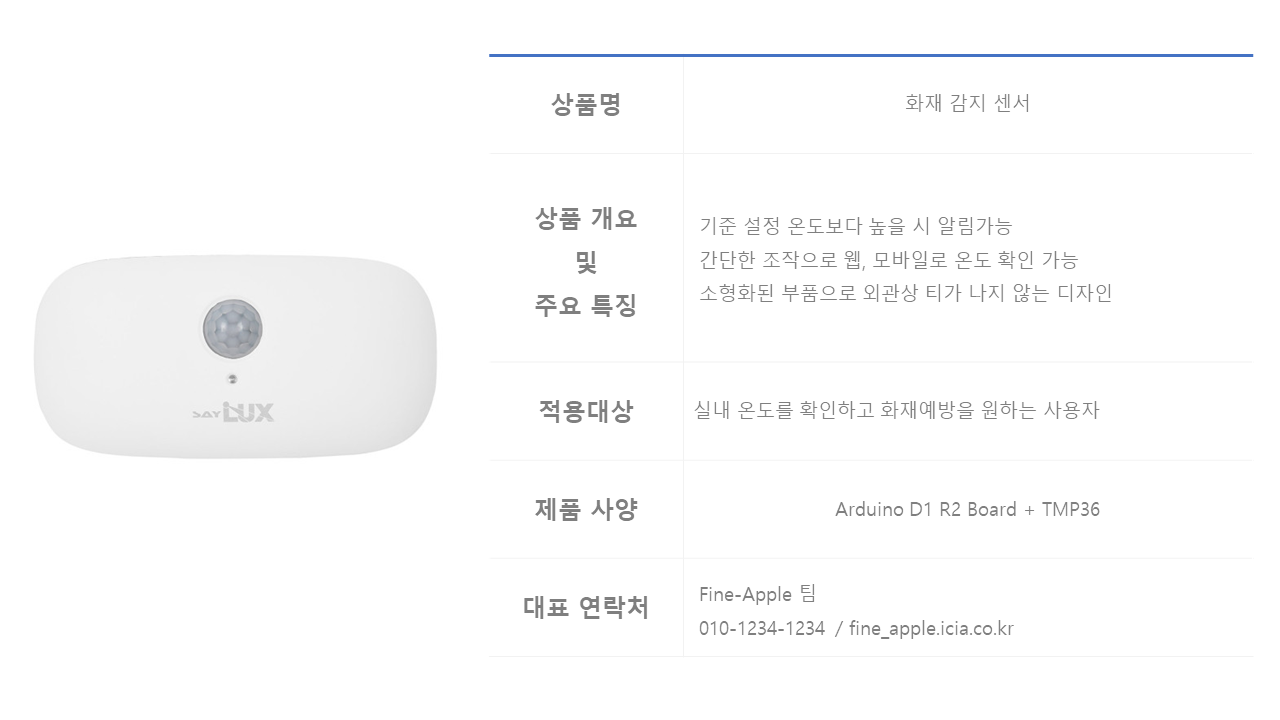 상품명
화재 감지 센서
상품 개요
및
주요 특징
기준 설정 온도보다 높을 시 알림가능
간단한 조작으로 웹, 모바일로 온도 확인 가능
소형화된 부품으로 외관상 티가 나지 않는 디자인
적용대상
실내 온도를 확인하고 화재예방을 원하는 사용자
제품 사양
Arduino D1 R2 Board + TMP36
대표 연락처
Fine-Apple 팀
010-1234-1234 / fine_apple.icia.co.kr
DAY LUX